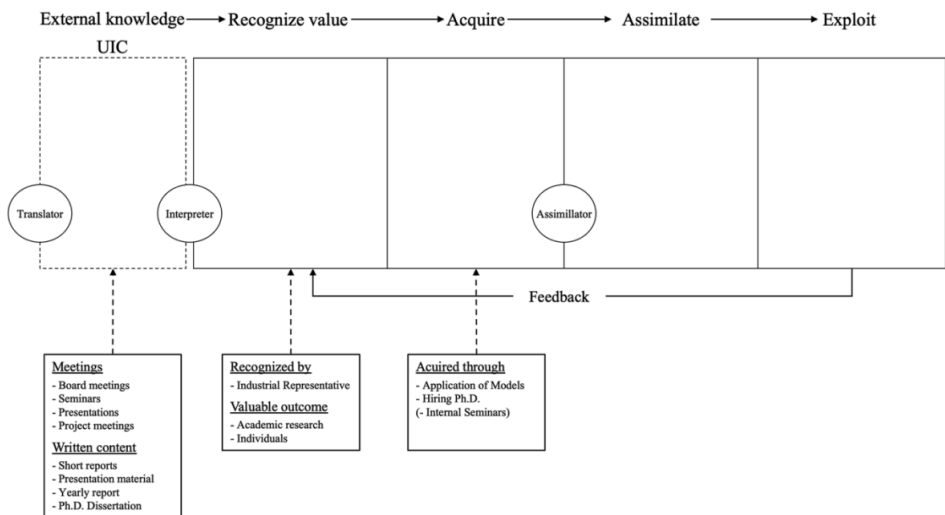 External knowledge Recognize value Acquire Assimilate Exploit
UIC
Translator
Interpreter
Assimillator
Feedback
Meetings
- Board meetings
- Seminars
- Presentations
- Project meetings
Written content
- Short reports
- Presentation material
- Yearly report
- Ph.D. Dissertation
Recognized by
- Industrial Representative
Valuable outcome
- Academic research
- Individuals
Acuired through
- Application of Models
- Hiring Ph.D.
(- Internal Seminars)